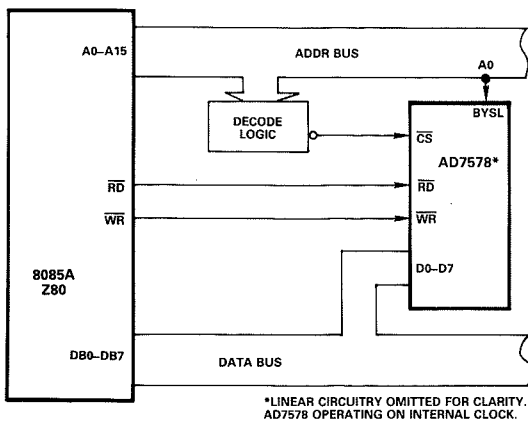 A0–A15
ADDR BUS
A0
BYSL
DECODE
LOGIC
CS
AD7578*
RD
RD
WR
WR
8085A
Z80
D0–D7
DB0–DB7
DATA BUS
*LINEAR CIRCUITRY OMITTED FOR CLARITY.
AD7578 OPERATING ON INTERNAL CLOCK.